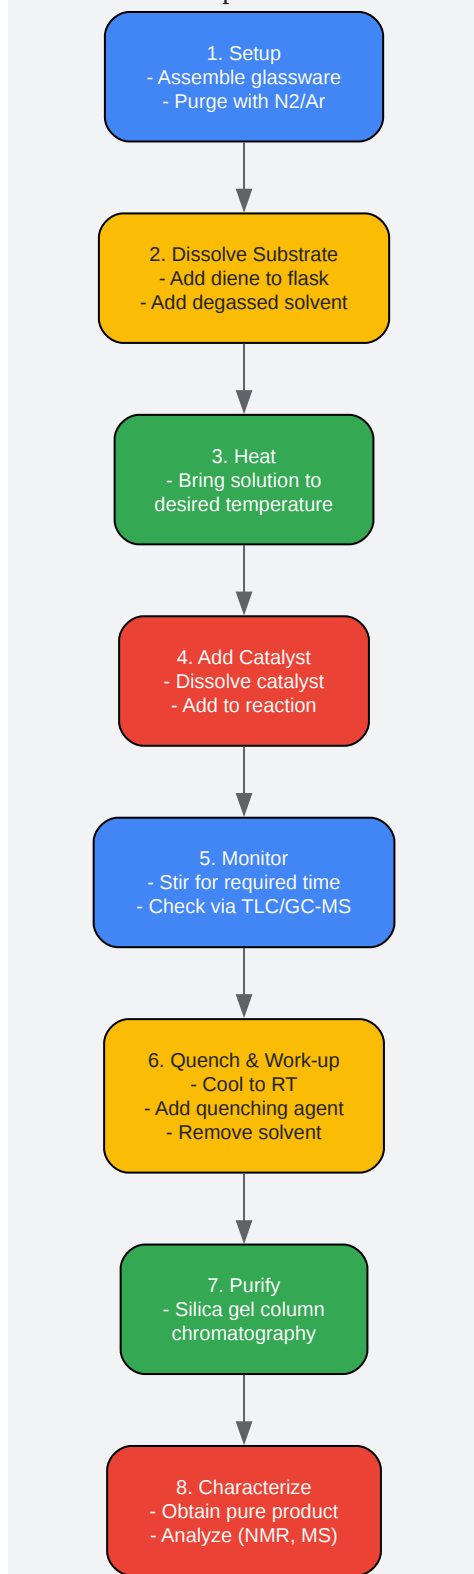 1. Setup
- Assemble glassware
- Purge with N2/Ar
2. Dissolve Substrate
- Add diene to flask
- Add degassed solvent
3. Heat
- Bring solution to
desired temperature
4. Add Catalyst
- Dissolve catalyst
- Add to reaction
5. Monitor
- Stir for required time
- Check via TLC/GC-MS
6. Quench & Work-up
- Cool to RT
- Add quenching agent
- Remove solvent
7. Purify
- Silica gel column
chromatography
8. Characterize
- Obtain pure product
- Analyze (NMR, MS)